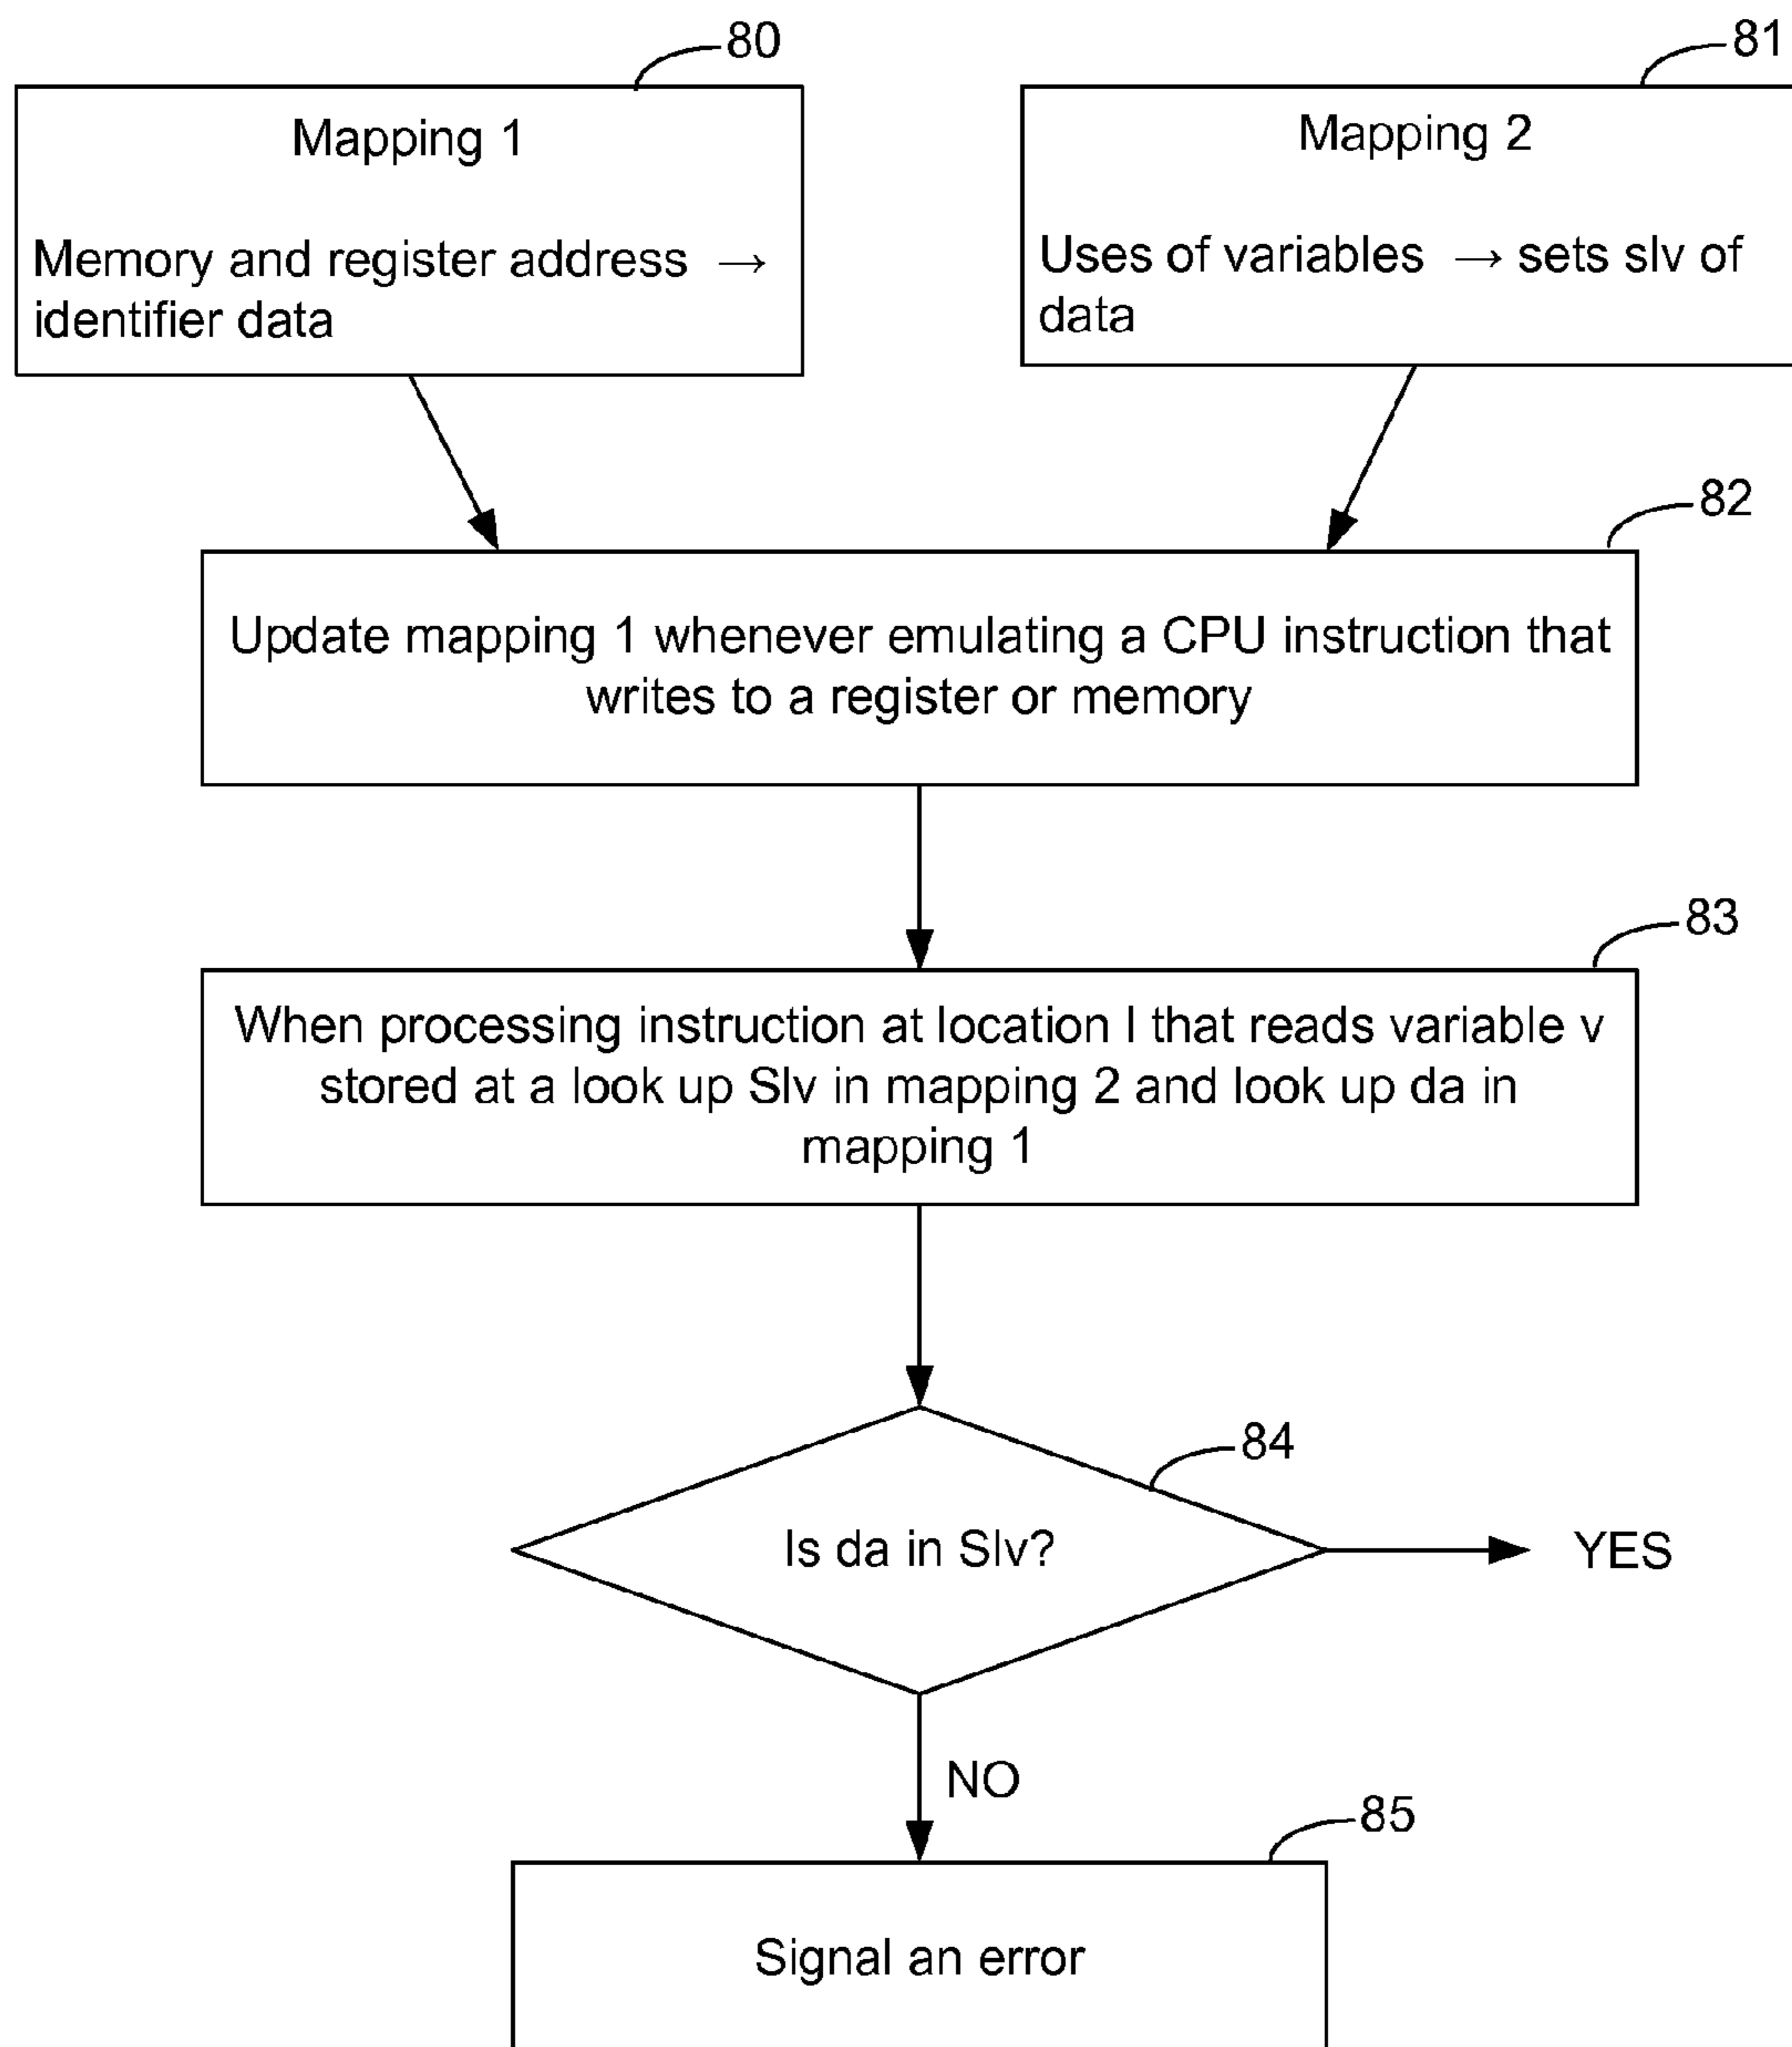 80
Mapping 1
Memory and register address →
identifier data
81
Mapping 2
Uses of variables → sets slv of
data
82
Update mapping 1 whenever emulating a CPU instruction that
writes to a register or memory
83
When processing instruction at location l that reads variable v
stored at a look up Slv in mapping 2 and look up da in
mapping 1
84
Is da in Slv?
YES
NO
85
Signal an error